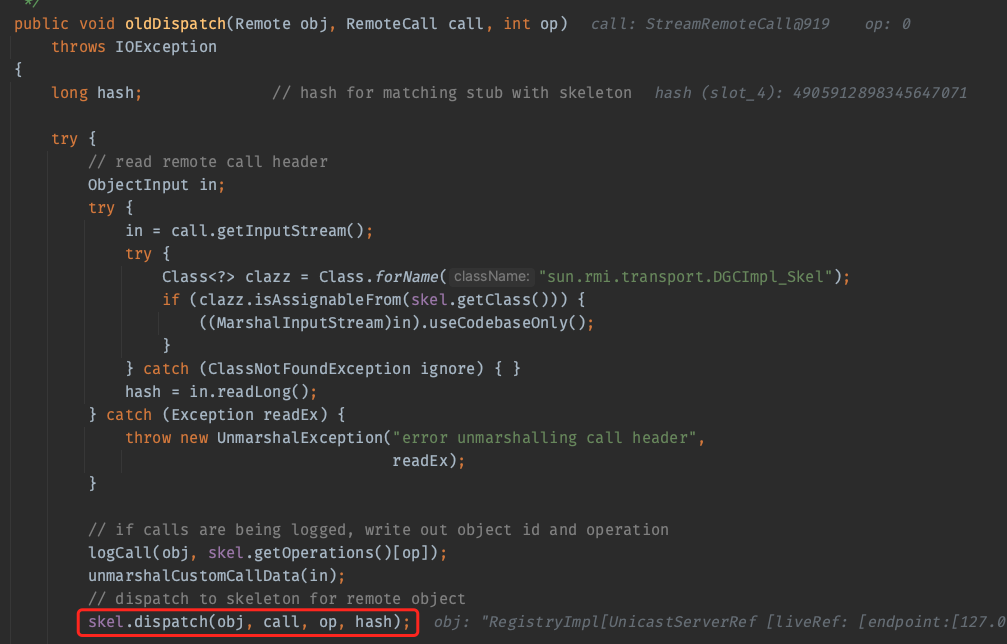 */
public void oldDispatch(Remote obj, RemoteCall call, int op)   call: StreamRemoteCall@919    op: 0
    throws IOException
{
    long hash;              // hash for matching stub with skeleton   hash (slot_4): 4905912898345647071
    try {
        // read remote call header
        ObjectInput in;
        try {
            in = call.getInputStream();
            try {
                Class<?> clazz = Class.forName( className: "sun.rmi.transport.DGCImpl_Skel");
                if (clazz.isAssignableFrom(skel.getClass())) {
                    ((MarshalInputStream)in).useCodebaseOnly();
                }
            } catch (ClassNotFoundException ignore) { }
            hash = in.readLong();
        } catch (Exception readEx) {
            throw new UnmarshalException("error unmarshalling call header",
                                         readEx);
        }
        // if calls are being logged, write out object id and operation
        logCall(obj, skel.getOperations()[op]);
        unmarshalCustomCallData(in);
        // dispatch to skeleton for remote object
        skel.dispatch(obj, call, op, hash);   obj: "RegistryImpl[UnicastServerRef [liveRef: [endpoint:[127.0